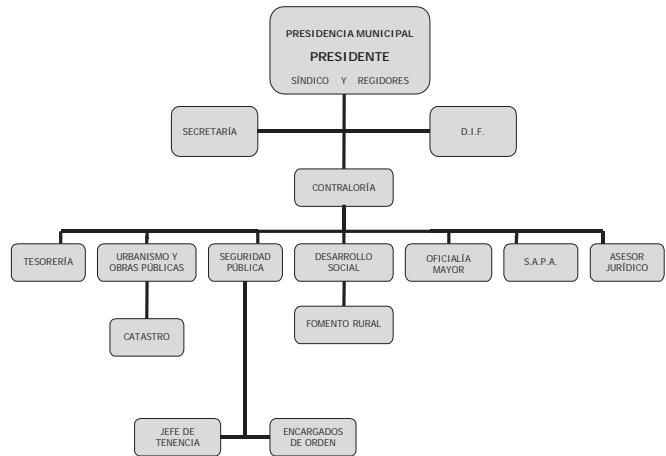 PRESIDENCIA MUNICIPAL
PRESIDENTE
SÍNDICO Y REGIDORES
SECRETARÍA
D.I.F.
CONTRALORÍA
TESORERÍA
URBANISMO Y
OBRAS PÚBLICAS
SEGURIDAD
PÚBLICA
DESARROLLO
SOCIAL
OFICIALÍA
MAYOR
S.A.P.A.
ASESOR
JURÍDICO
CATASTRO
FOMENTO RURAL
JEFE DE
TENENCIA
ENCARGADOS
DE ORDEN